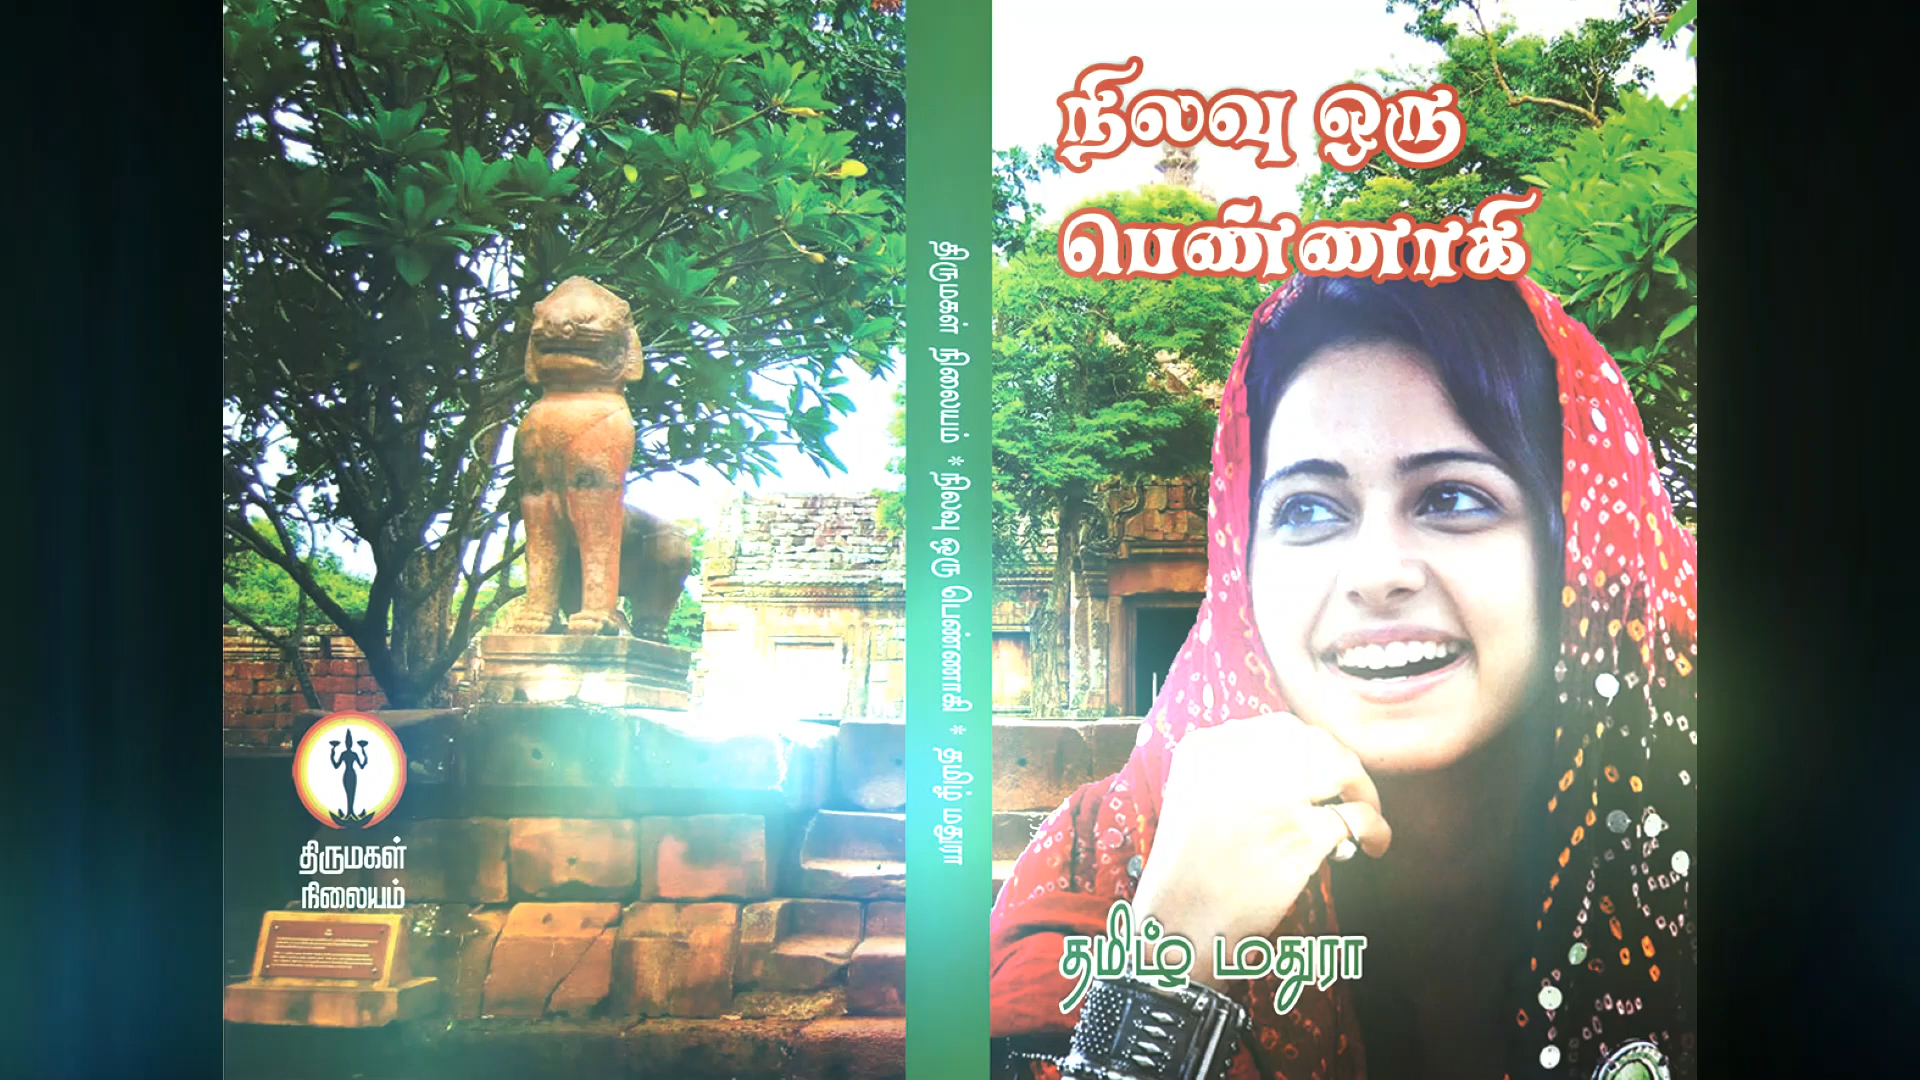 திருமகள்
நிலையம்
திருமகள் நிலையம் * நிலவு ஒரு பெண்ணாகி * தமிழ் மதுரா
நிலவு ஒரு
பெண்ணாகி
தமிழ் மதுரா